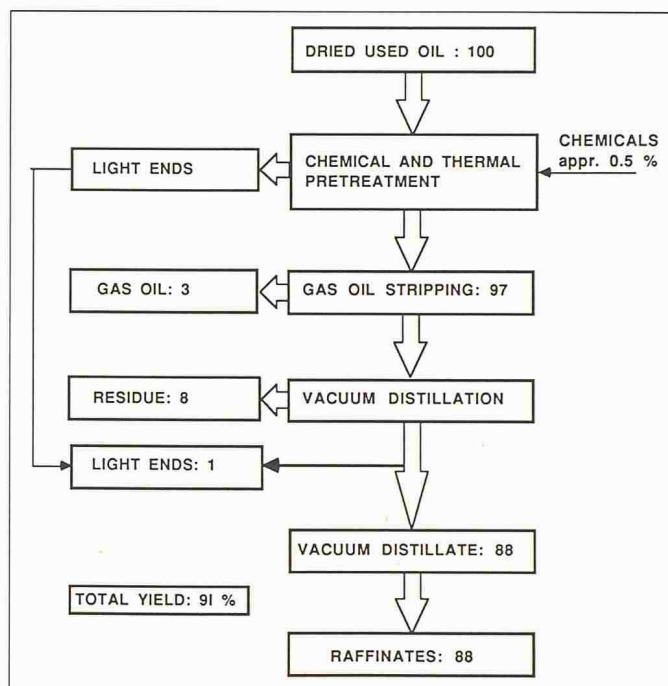 DRIED USED OIL : 100
CHEMICALS
appr. 0.5 %
LIGHT ENDS
CHEMICAL AND THERMAL
PRETREATMENT
GAS OIL: 3
GAS OIL STRIPPING: 97
RESIDUE: 8
VACUUM DISTILLATION
LIGHT ENDS: 1
VACUUM DISTILLATE: 88
TOTAL YIELD: 91 %
RAFFINATES: 88